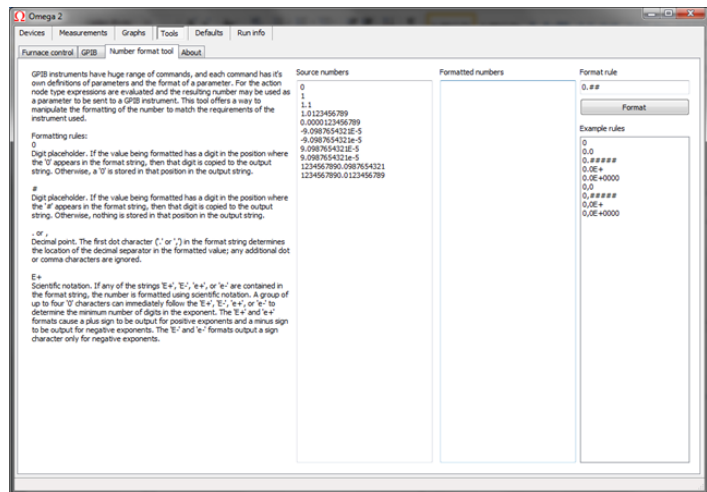 Omega 2
Devices Measurements Graphs Tools Defaults Run info
Furnace control GPIB Number format tool About
GPIB instruments have huge range of commands, and each command has it's
own definitions of parameters and the format of a parameter. For the action
node type expressions are evaluated and the resulting number may be used as
a parameter to be sent to a GPIB instrument. This tool offers a way to
manipulate the formatting of the number to match the requirements of the
instrument used.
Formatting rules:
0
Digit placeholder. If the value being formatted has a digit in the position where
the '0' appears in the format string, then that digit is copied to the output
string. Otherwise, a '0' is stored in that position in the output string.
#
Digit placeholder. If the value being formatted has a digit in the position where
the '#' appears in the format string, then that digit is copied to the output
string. Otherwise, nothing is stored in that position in the output string.
. or ,
Decimal point. The first dot character ('.' or ',') in the format string determines
the location of the decimal separator in the formatted value; any additional dot
or comma characters are ignored.
E+
Scientific notation. If any of the strings 'E+', 'E-', 'e+', or 'e-' are contained in
the format string, the number is formatted using scientific notation. A group of
up to four '0' characters can immediately follow the 'E+', 'E-', 'e+', or 'e-' to
determine the minimum number of digits in the exponent. The 'E+' and 'e+'
formats cause a plus sign to be output for positive exponents and a minus sign
to be output for negative exponents. The 'E-' and 'e-' formats output a sign
character only for negative exponents.
Source numbers
0
1
1.1
1.0123456789
0.0000123456789
-9.0987654321E-5
-9.0987654321e-5
9.0987654321E-5
9.0987654321e-5
1234567890.0987654321
1234567890.0123456789
Formatted numbers
Format rule
0.##
Format
Example rules
0
0.0
0.#####
0.0E+
0.0E+0000
0,0
0,#####
0,0E+
0,0E+0000